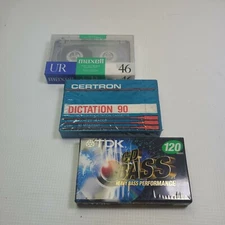 maxell
UR
46
CERTRON
DICTATION 90
TDK
120
BASS
HEAVY BASS PERFORMANCE